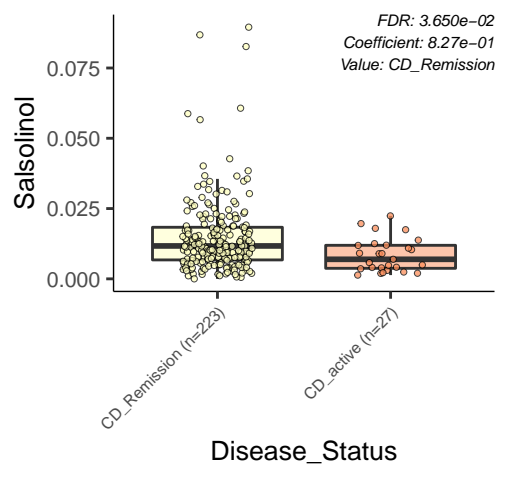 FDR: 3.650e−02
Coefficient: 8.27e−01
Value: CD_Remission
Salsolinol
0.075
0.050
0.025
0.000
CD_Remission (n=223)
CD_active (n=27)
Disease_Status